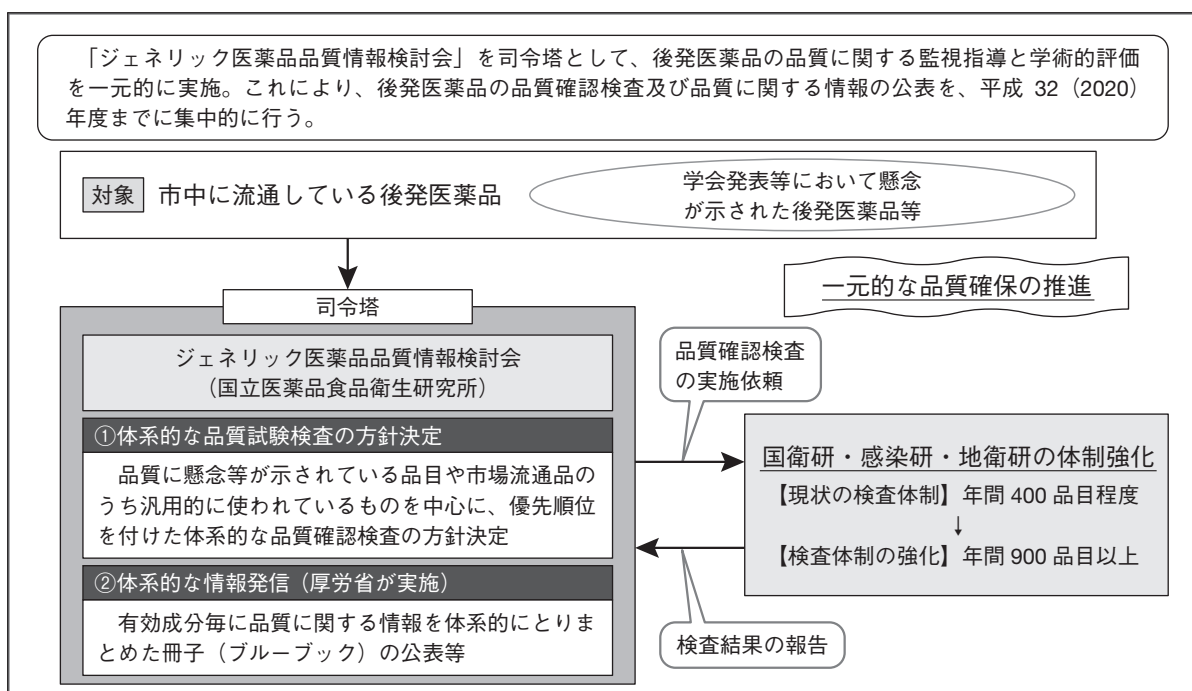 「ジェネリック医薬品品質情報検討会」を司令塔として、後発医薬品の品質に関する監視指導と学術的評価
を一元的に実施。これにより、後発医薬品の品質確認検査及び品質に関する情報の公表を、平成 32（2020）
年度までに集中的に行う。
対象 市中に流通している後発医薬品
学会発表等において懸念
が示された後発医薬品等
一元的な品質確保の推進
司令塔
ジェネリック医薬品品質情報検討会
（国立医薬品食品衛生研究所）
①体系的な品質試験検査の方針決定
品質に懸念等が示されている品目や市場流通品の
うち汎用的に使われているものを中心に、優先順位
を付けた体系的な品質確認検査の方針決定
②体系的な情報発信（厚労省が実施）
有効成分毎に品質に関する情報を体系的にとりま
とめた冊子（ブルーブック）の公表等
品質確認検査
の実施依頼
国衛研・感染研・地衛研の体制強化
【現状の検査体制】年間 400 品目程度
↓
【検査体制の強化】年間 900 品目以上
検査結果の報告